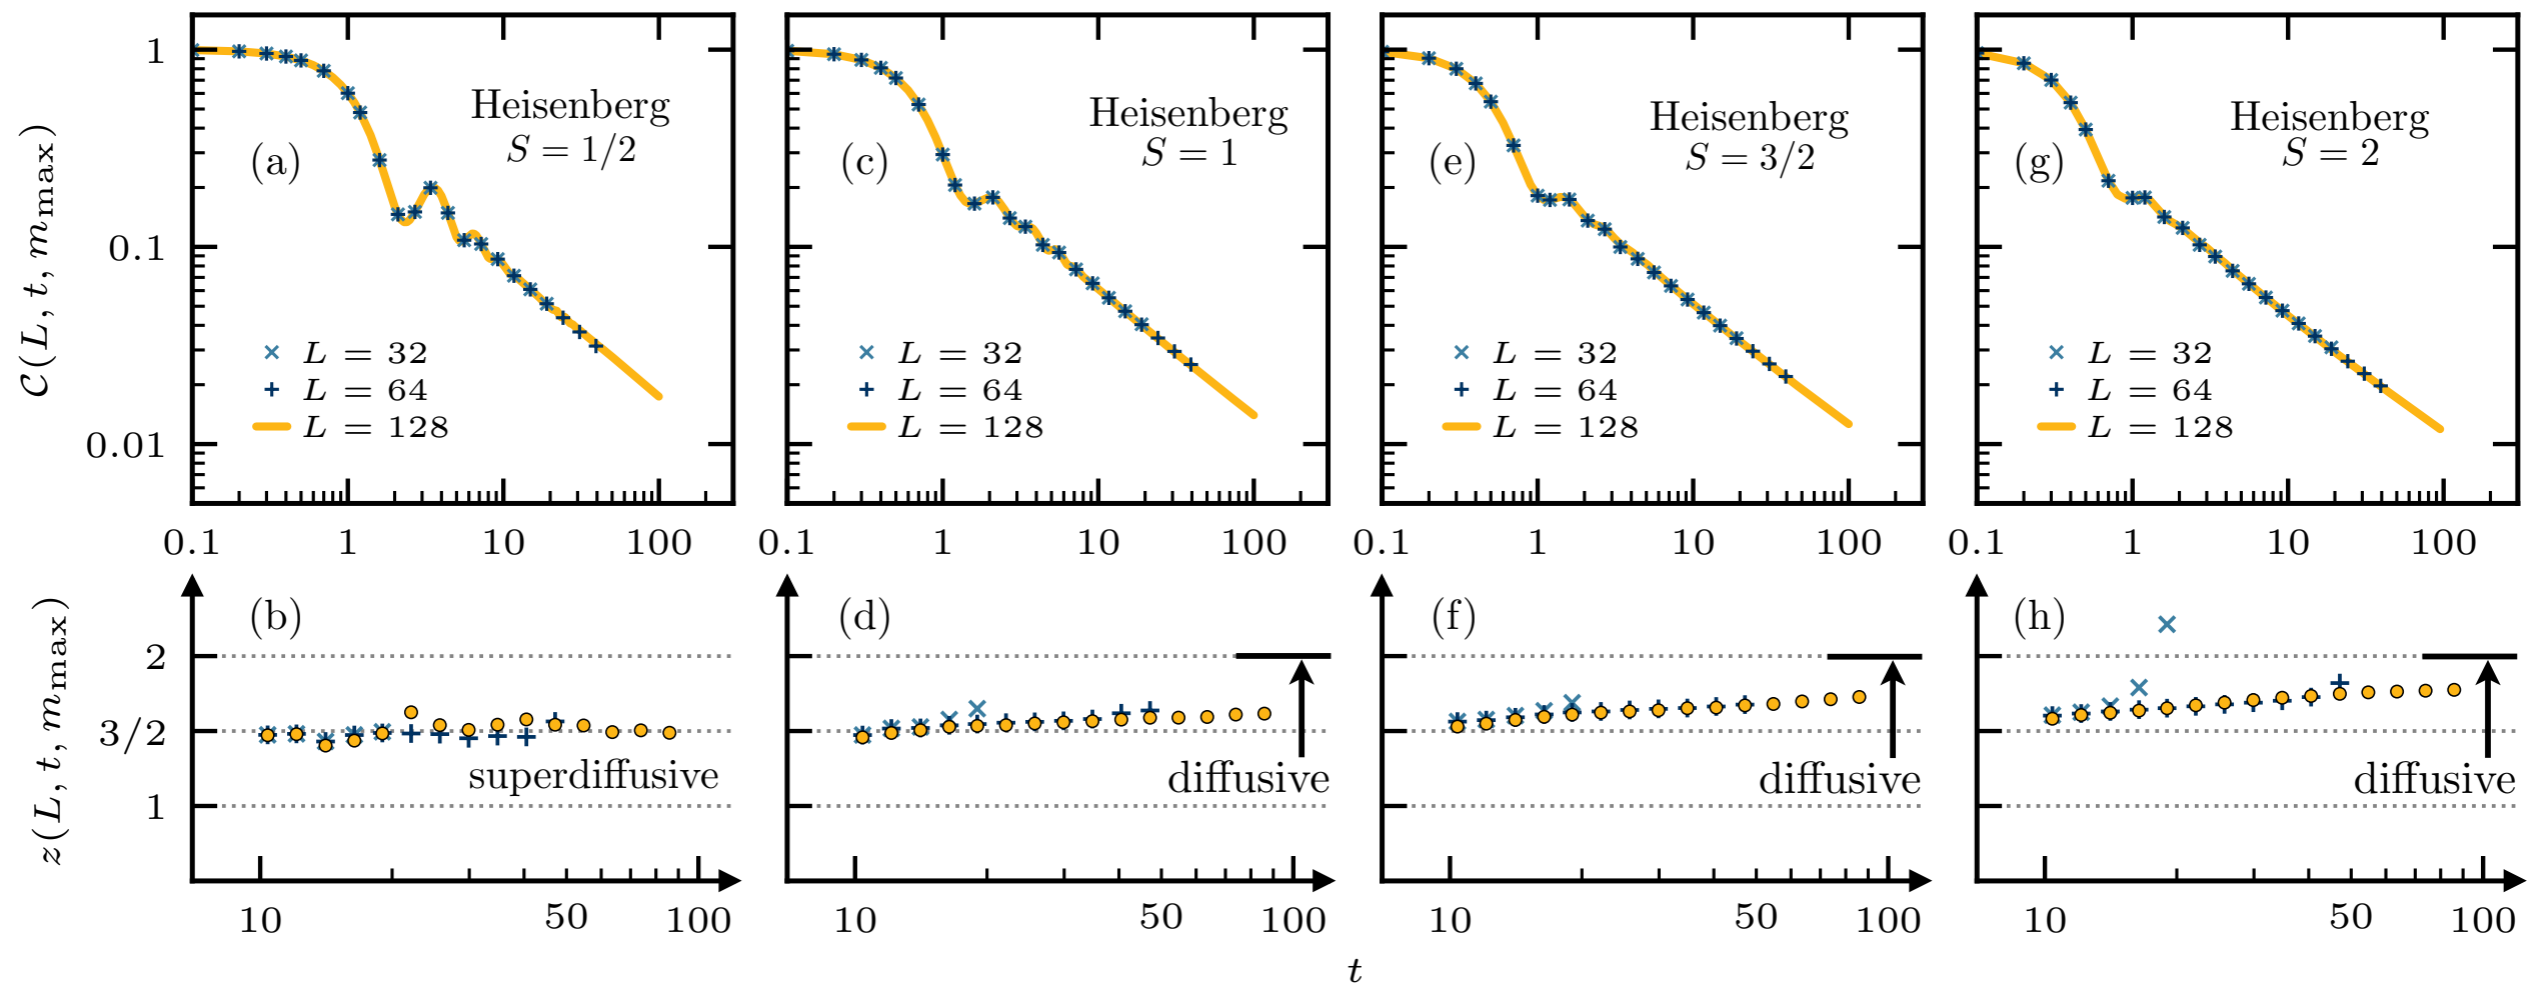 C(L, t, m_max)
1
0.1
0.01
(a)
Heisenberg
S = 1/2
L = 32
L = 64
L = 128
0.1 1 10 100
(c)
Heisenberg
S = 1
L = 32
L = 64
L = 128
0.1 1 10 100
(e)
Heisenberg
S = 3/2
L = 32
L = 64
L = 128
0.1 1 10 100
(g)
Heisenberg
S = 2
L = 32
L = 64
L = 128
0.1 1 10 100
z(L, t, m_max)
2
3/2
1
(b)
superdiffusive
10 50 100
(d)
diffusive
10 50 100
(f)
diffusive
10 50 100
(h)
diffusive
10 50 100
t